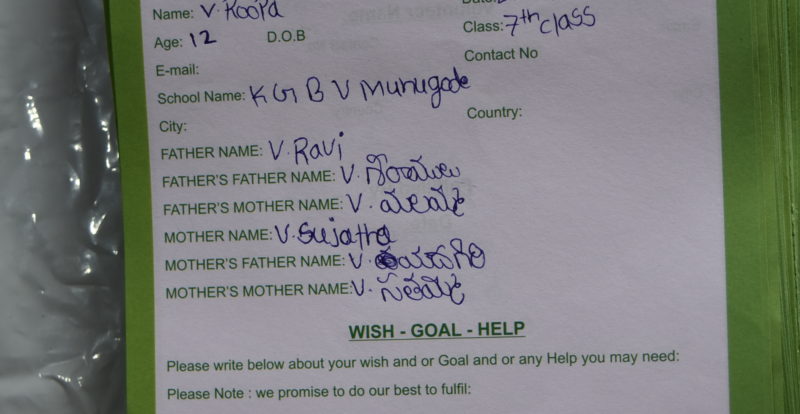 Name: V. Roopa
Age: 12 D.O.B Class: 7th class
E-mail: Contact No
School Name: K G B V Munugode
City: Country:
FATHER NAME: V. Ravi
FATHER'S FATHER NAME: V.
FATHER'S MOTHER NAME: V.
MOTHER NAME: V. Sujatha
MOTHER'S FATHER NAME: V.
MOTHER'S MOTHER NAME: V.
WISH - GOAL - HELP
Please write below about your wish and or Goal and or any Help you may need:
Please Note : we promise to do our best to fulfil: